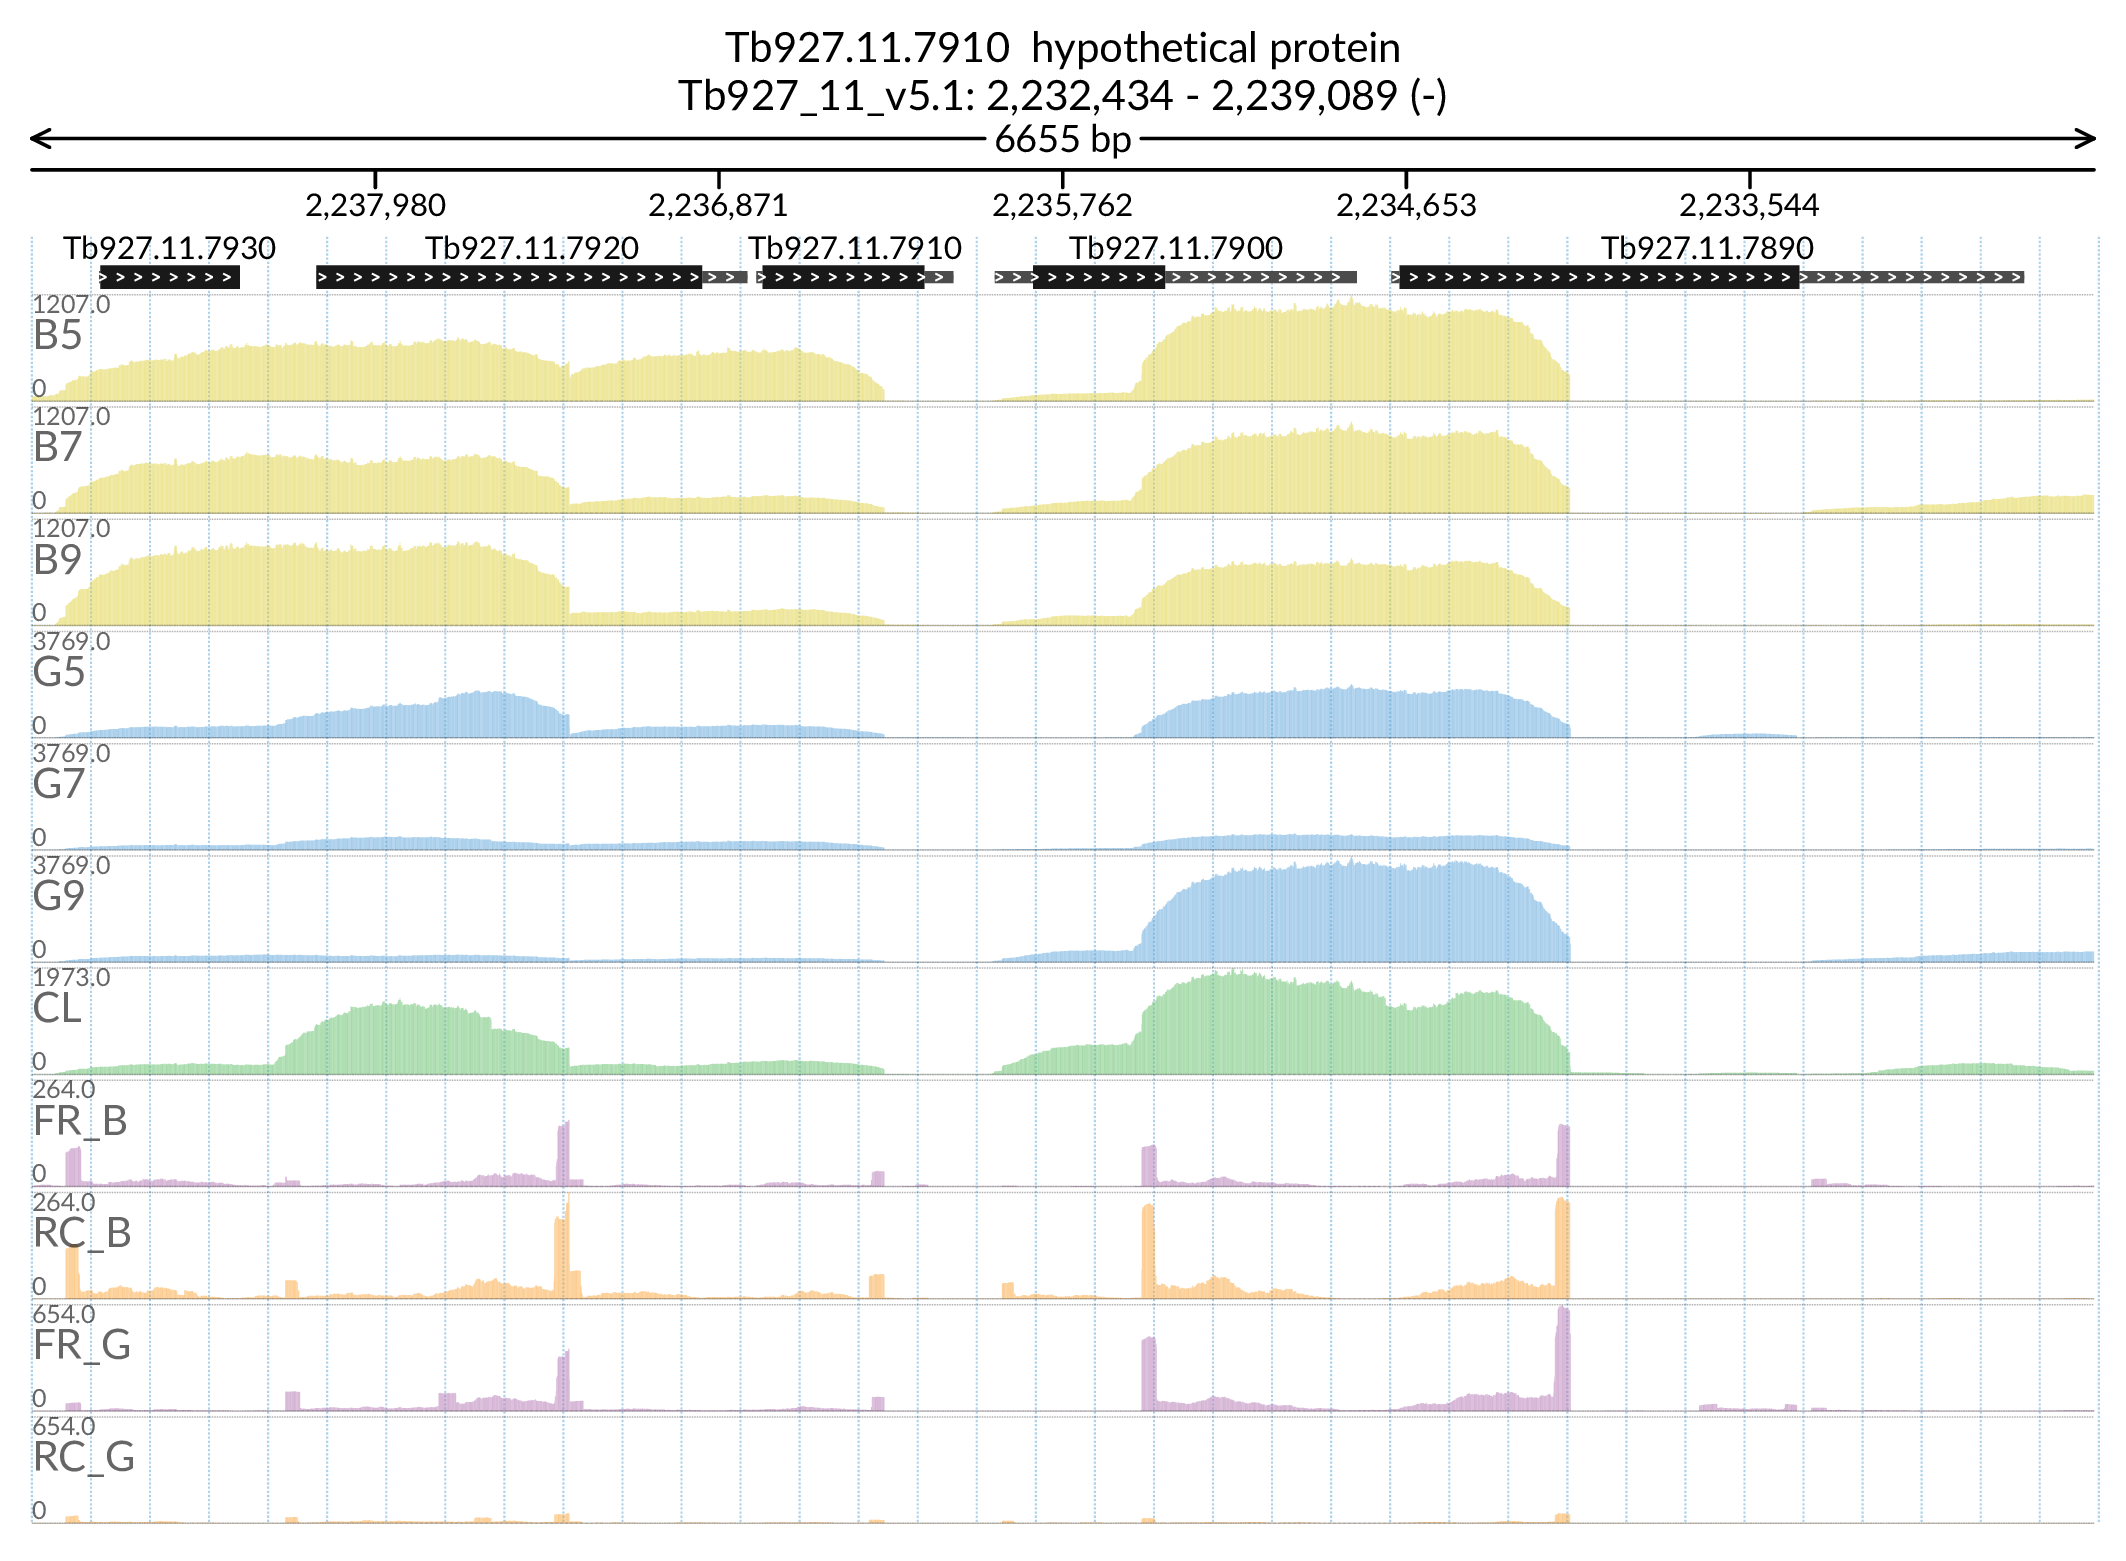 Tb927.11.7910 hypothetical protein
Tb927_11_v5.1: 2,232,434 - 2,239,089 (-)
6655 bp
2,237,980 2,236,871 2,235,762 2,234,653 2,233,544
Tb927.11.7930 Tb927.11.7920 Tb927.11.7910 Tb927.11.7900 Tb927.11.7890
1207.0
B5
0
1207.0
B7
0
1207.0
B9
0
3769.0
G5
0
3769.0
G7
0
3769.0
G9
0
1973.0
CL
0
264.0
FR_B
0
264.0
RC_B
0
654.0
FR_G
0
654.0
RC_G
0